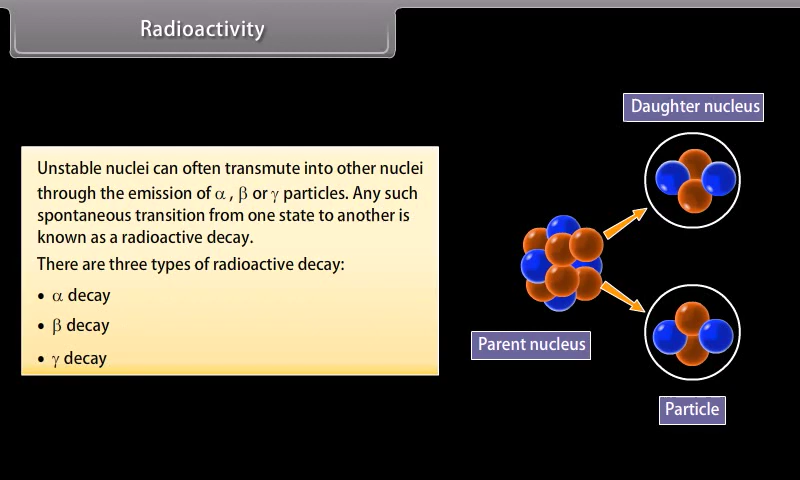 Radioactivity
Unstable nuclei can often transmute into other nuclei
through the emission of α , β or γ particles. Any such
spontaneous transition from one state to another is
known as a radioactive decay.
There are three types of radioactive decay:
• α decay
• β decay
• γ decay
Daughter nucleus
Parent nucleus
Particle